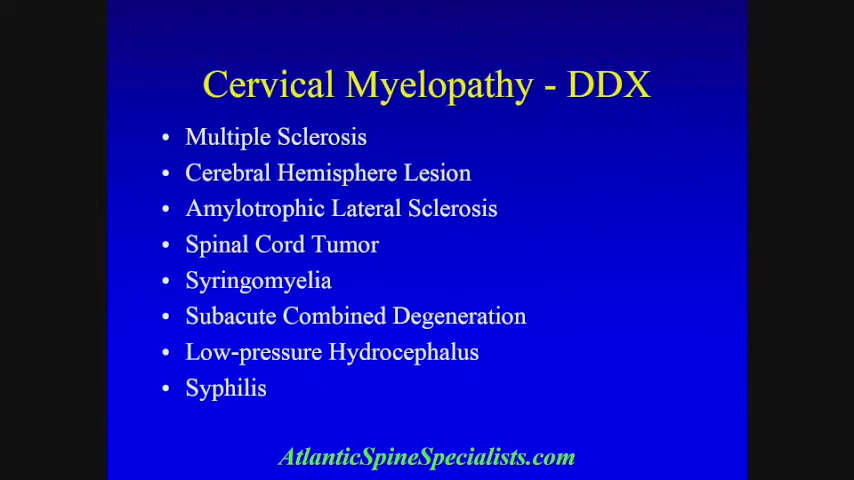 Cervical Myelopathy - DDX
• Multiple Sclerosis
• Cerebral Hemisphere Lesion
• Amylotrophic Lateral Sclerosis
• Spinal Cord Tumor
• Syringomyelia
• Subacute Combined Degeneration
• Low-pressure Hydrocephalus
• Syphilis
AtlanticSpineSpecialists.com